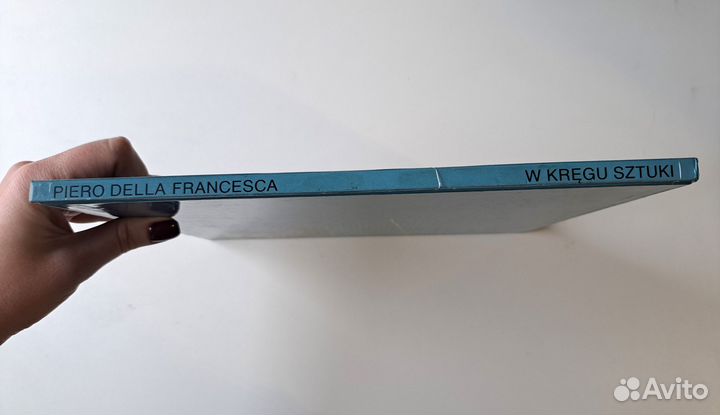 PIERO DELLA FRANCESCA
W KRĘGU SZTUKI
Avito